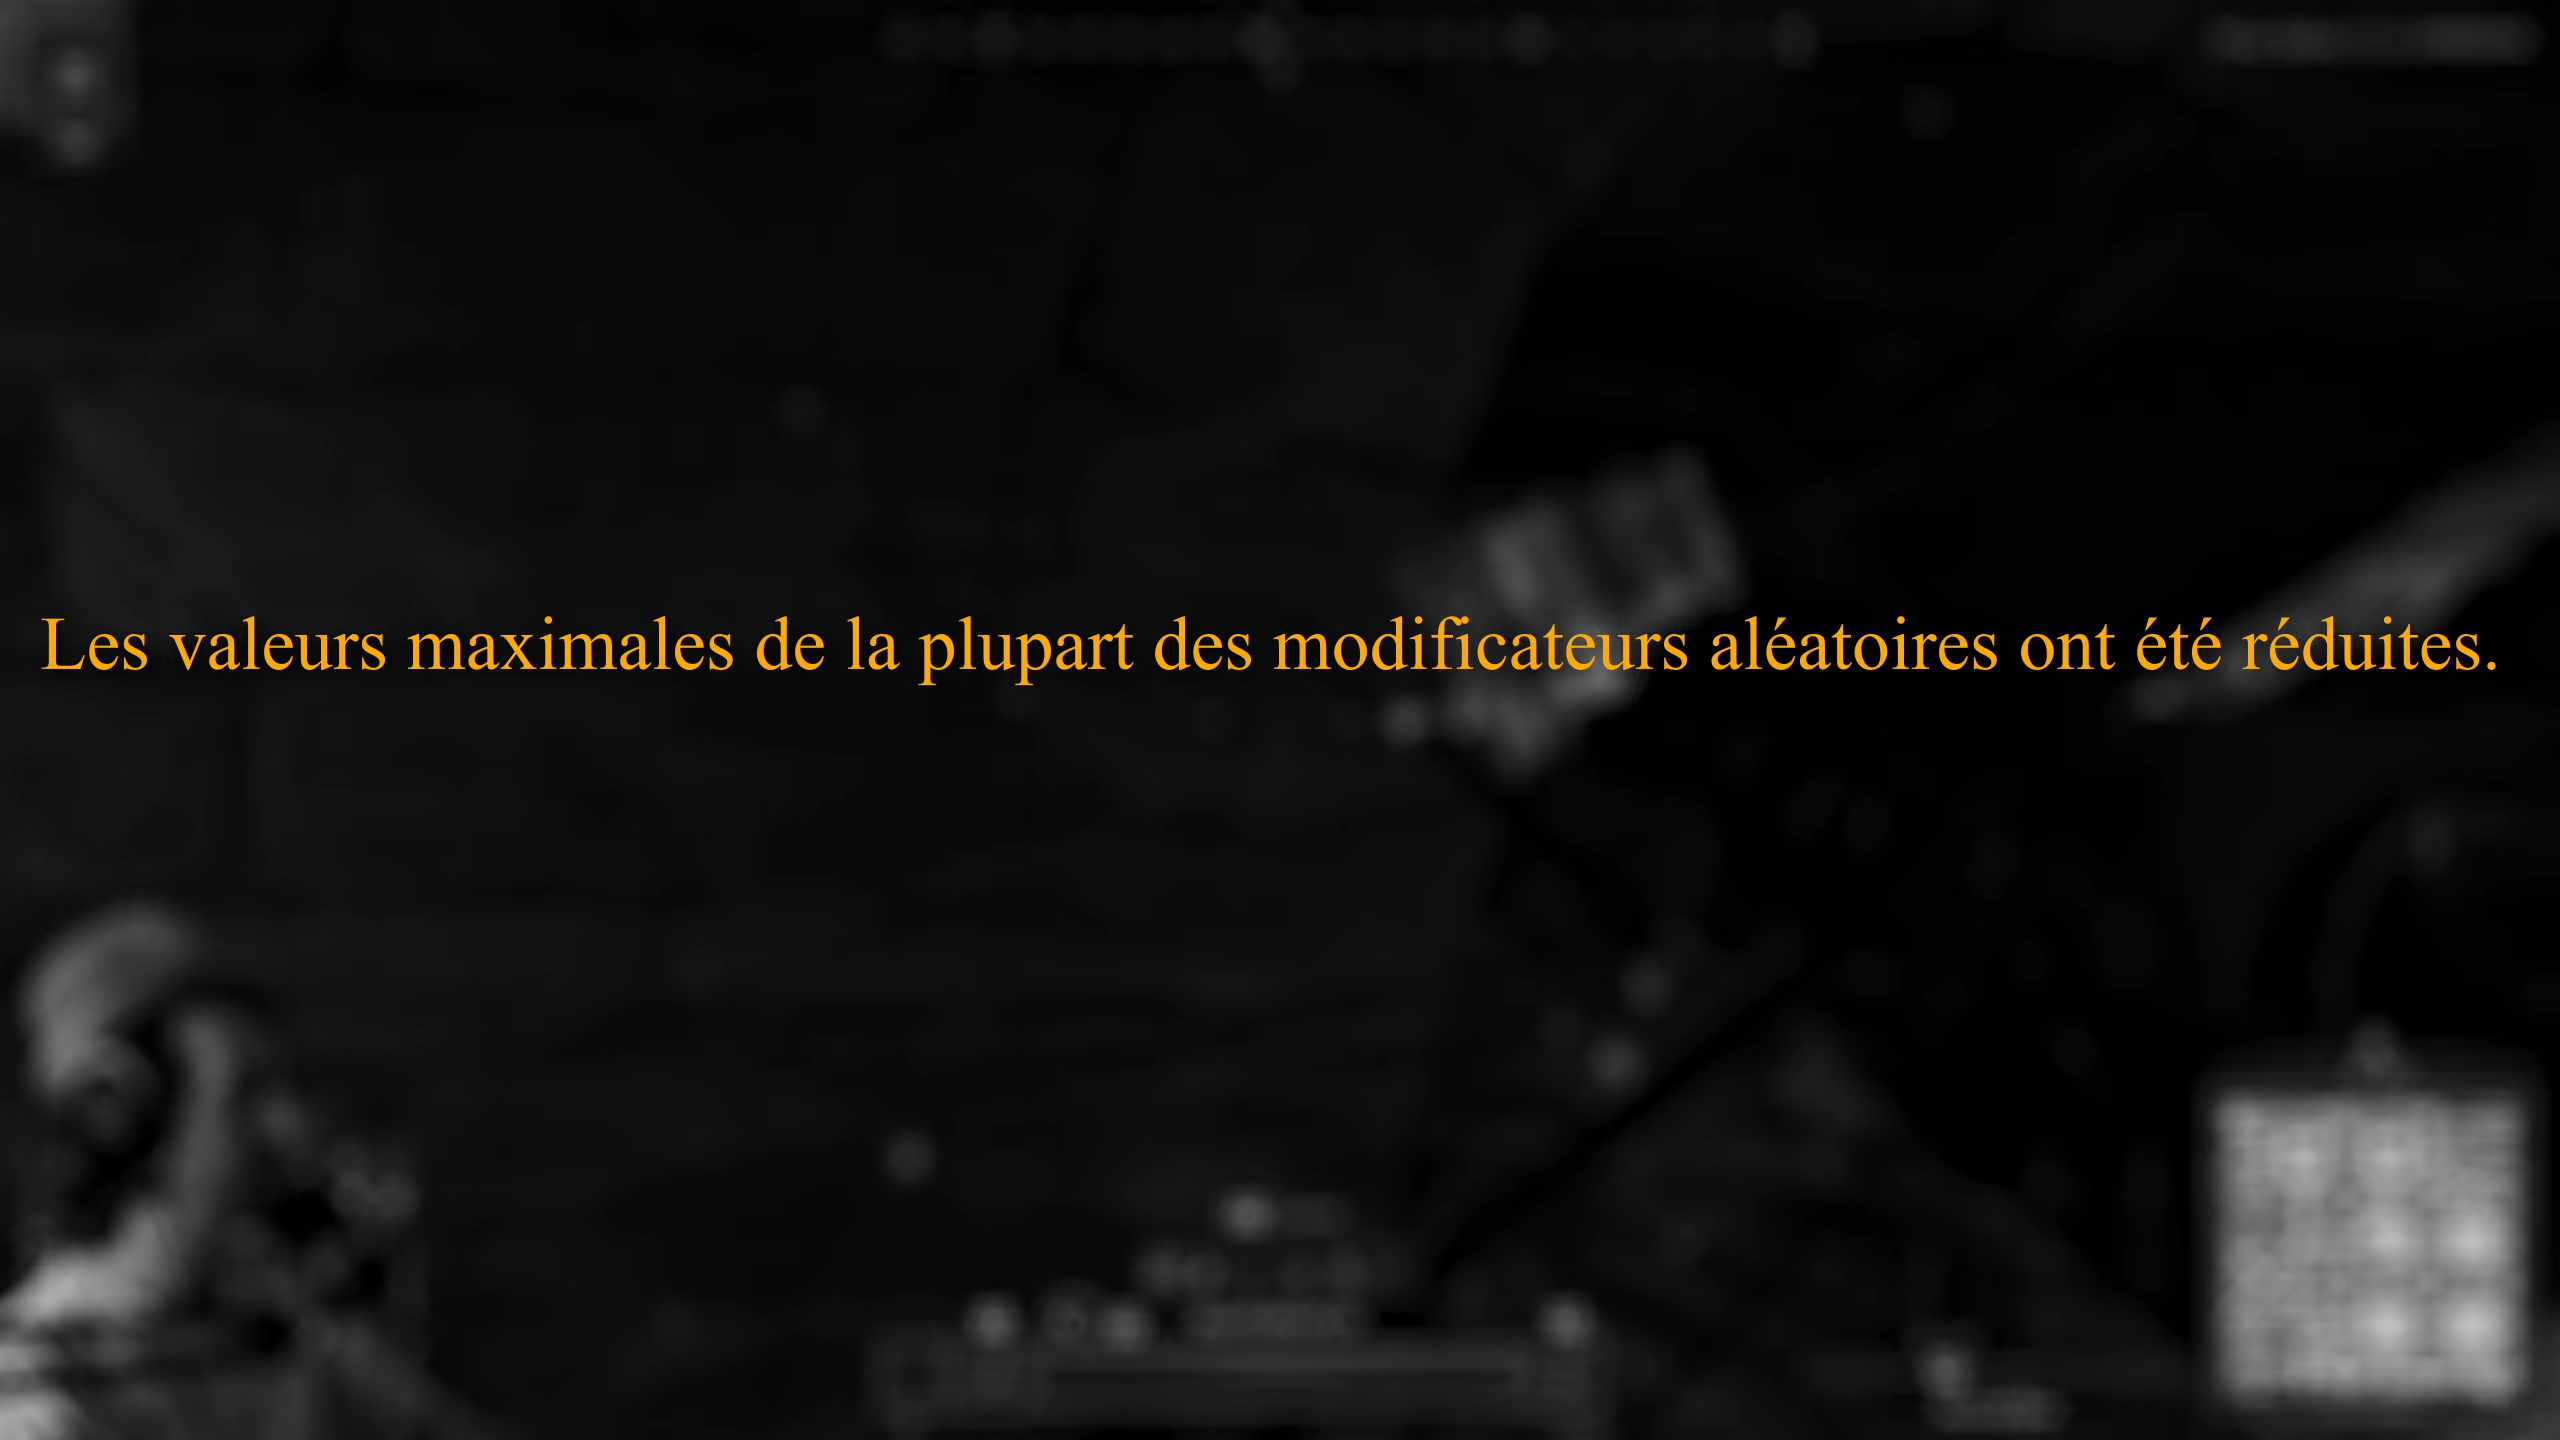 Les valeurs maximales de la plupart des modificateurs aléatoires ont été réduites.